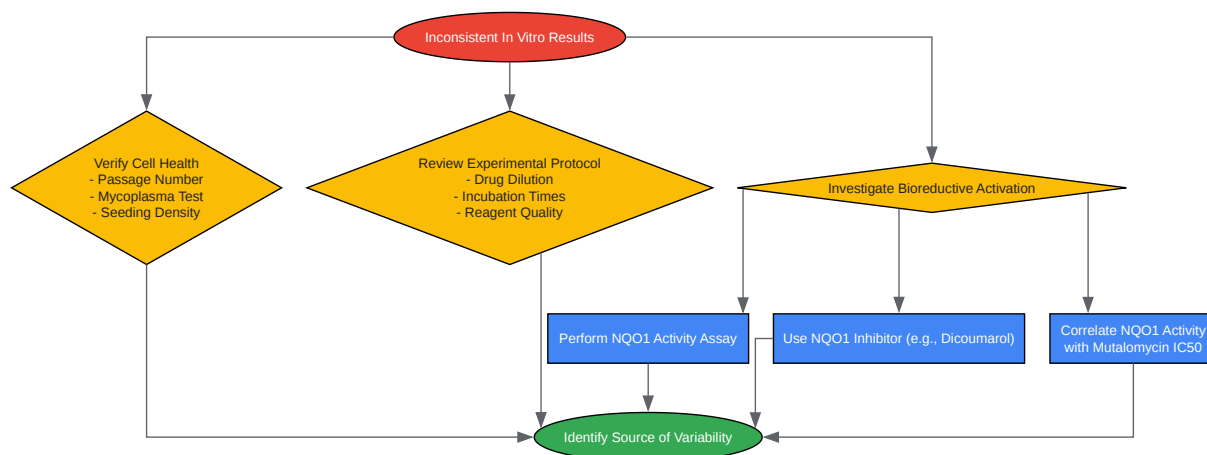 Inconsistent In Vitro Results
Verify Cell Health
- Passage Number
- Mycoplasma Test
- Seeding Density
Review Experimental Protocol
- Drug Dilution
- Incubation Times
- Reagent Quality
Investigate Bioreductive Activation
Perform NQO1 Activity Assay
Use NQO1 Inhibitor (e.g., Dicoumarol)
Correlate NQO1 Activity
with Mutalomycin IC50
Identify Source of Variability